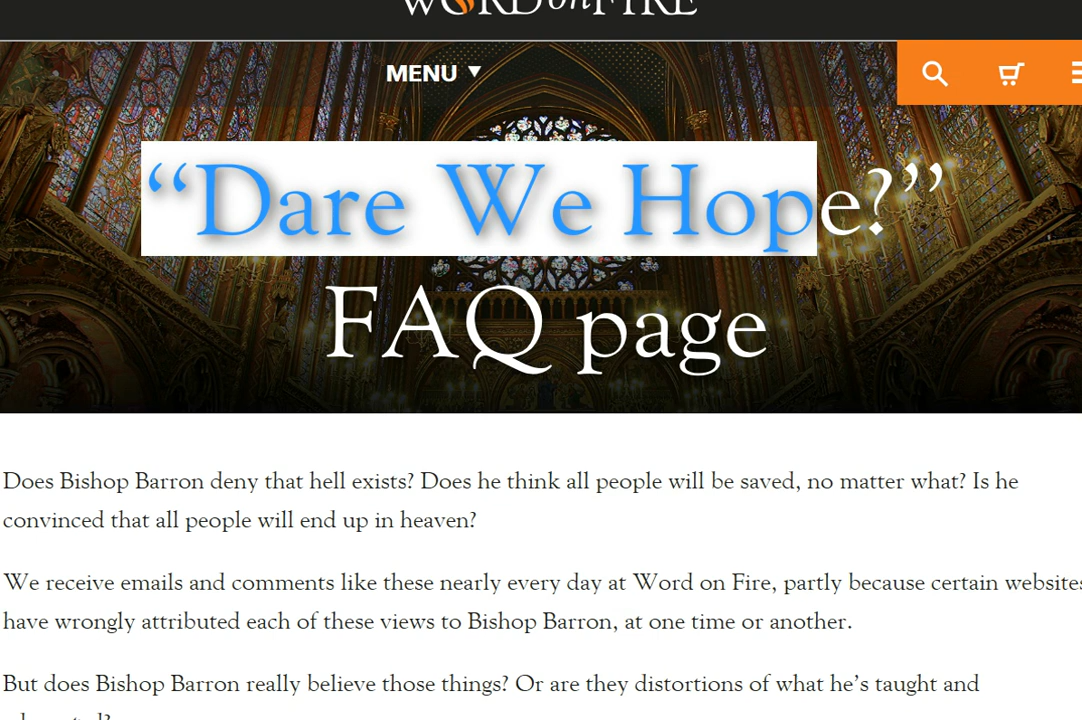 WORD on FIRE
MENU
“Dare We Hope?”
FAQ page
Does Bishop Barron deny that hell exists? Does he think all people will be saved, no matter what? Is he
convinced that all people will end up in heaven?
We receive emails and comments like these nearly every day at Word on Fire, partly because certain websites
have wrongly attributed each of these views to Bishop Barron, at one time or another.
But does Bishop Barron really believe those things? Or are they distortions of what he’s taught and